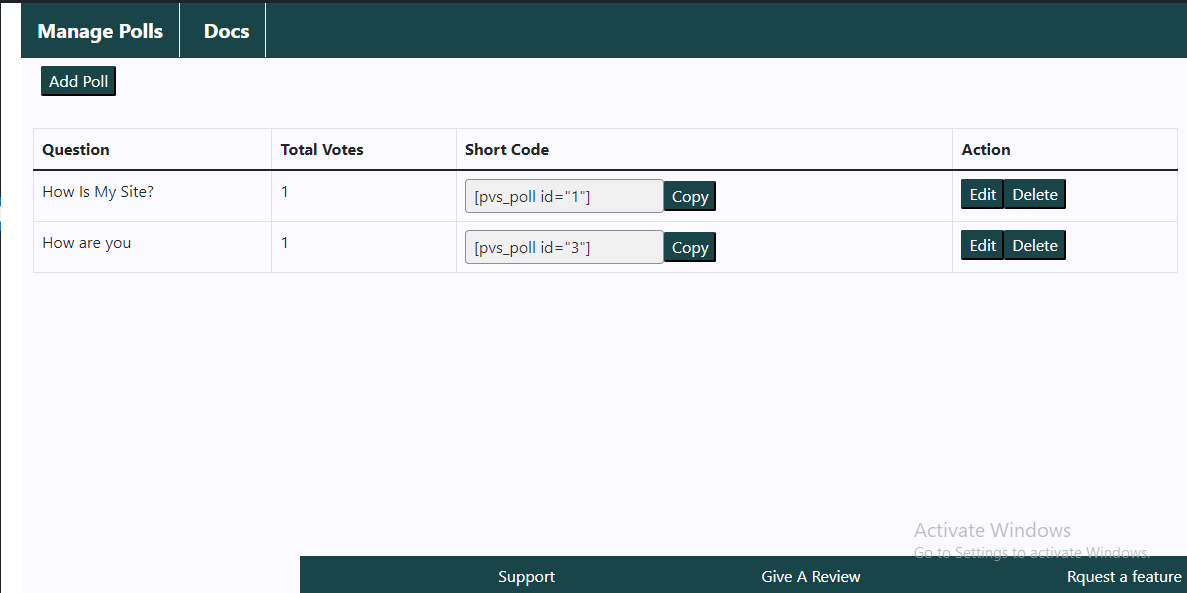 Manage Polls Docs
Add Poll
Question Total Votes Short Code Action
How Is My Site? 1 [pvs_poll id="1"] Copy Edit Delete
How are you 1 [pvs_poll id="3"] Copy Edit Delete
Activate Windows
Go to Settings to activate Windows.
Support Give A Review Rquest a feature